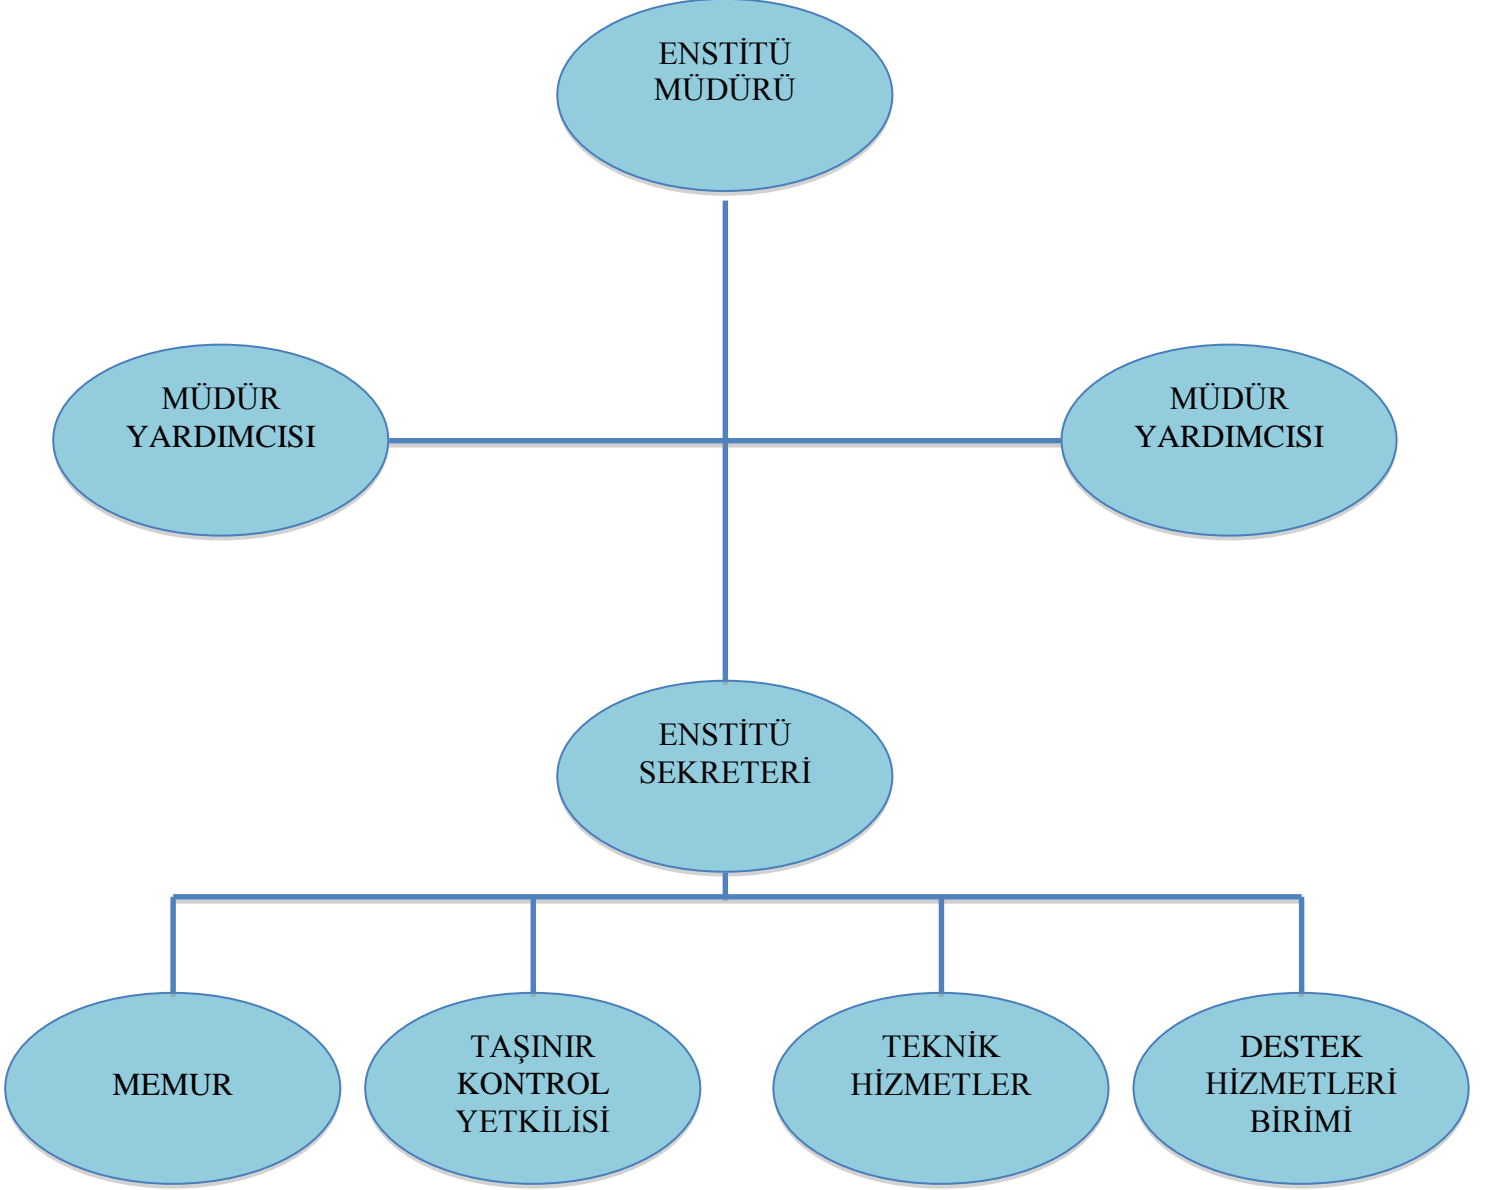 ENSTİTÜ
MÜDÜRÜ
MÜDÜR
YARDIMCISI
MÜDÜR
YARDIMCISI
ENSTİTÜ
SEKRETERİ
MEMUR
TAŞINIR
KONTROL
YETKİLİSİ
TEKNİK
HİZMETLER
DESTEK
HİZMETLERİ
BİRİMİ